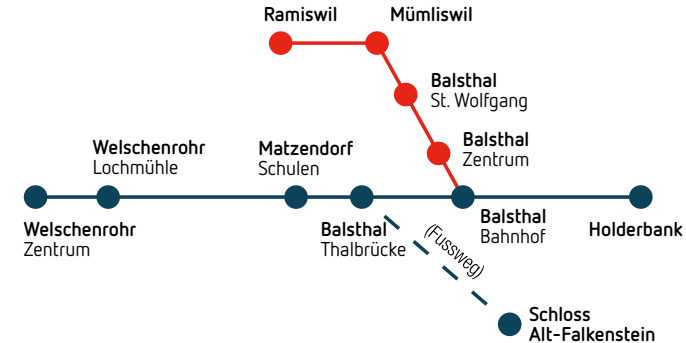 Ramiswil
Mümliswil
Balsthal
St. Wolfgang
Balsthal
Zentrum
Welschenrohr
Lochmühle
Matzendorf
Schulen
Welschenrohr
Zentrum
Balsthal
Thalbrücke
(Fussweg)
Balsthal
Bahnhof
Holderbank
Schloss
Alt-Falkenstein